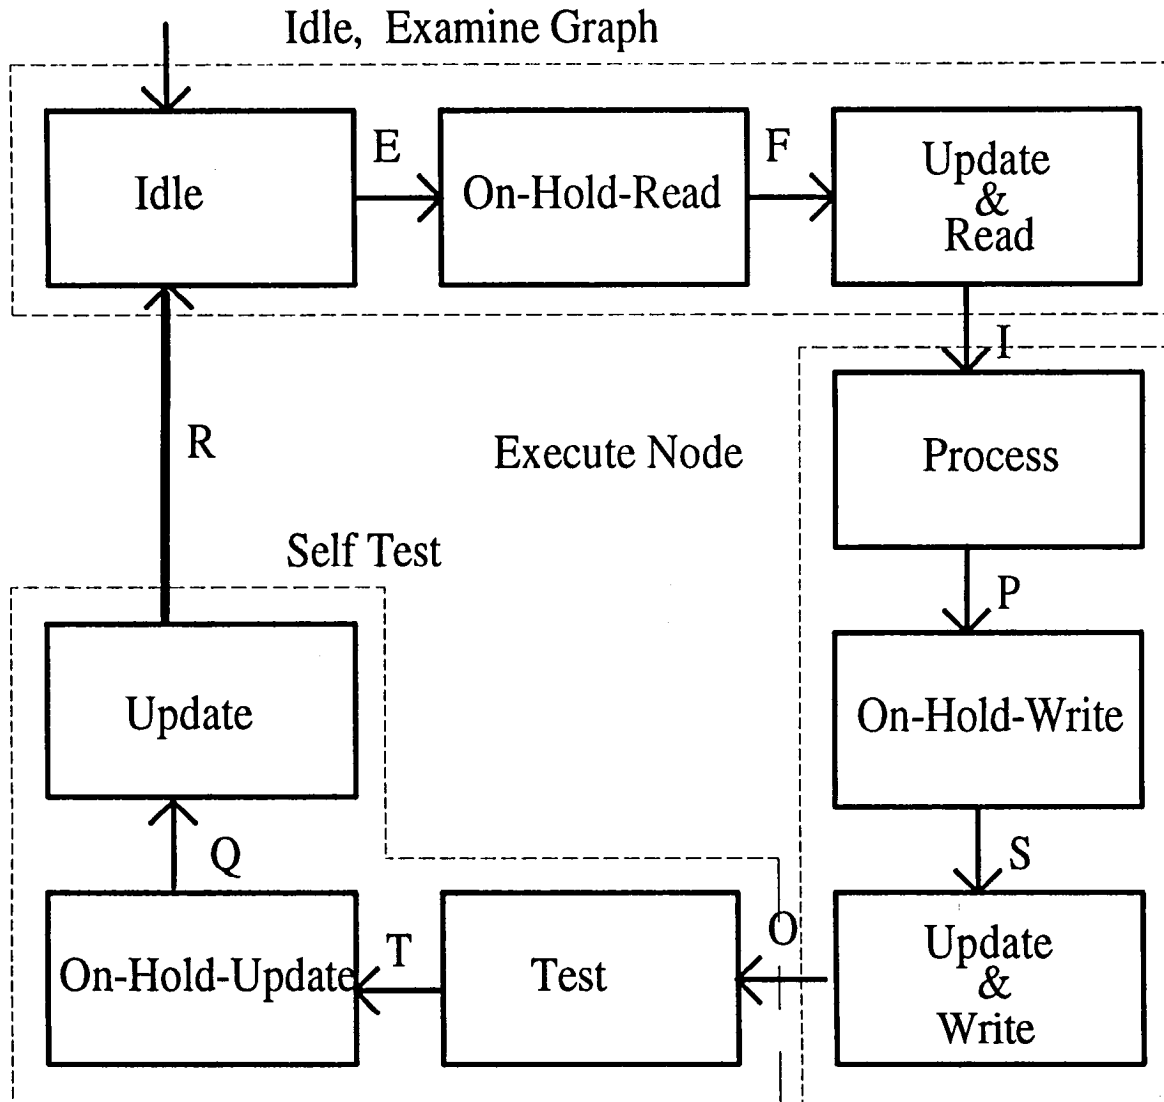 Idle, Examine Graph
E
F
Idle
On-Hold-Read
Update
&
Read
I
R
Execute Node
Process
Self Test
P
Update
On-Hold-Write
Q
S
O
T
On-Hold-Update
Test
Update
&
Write